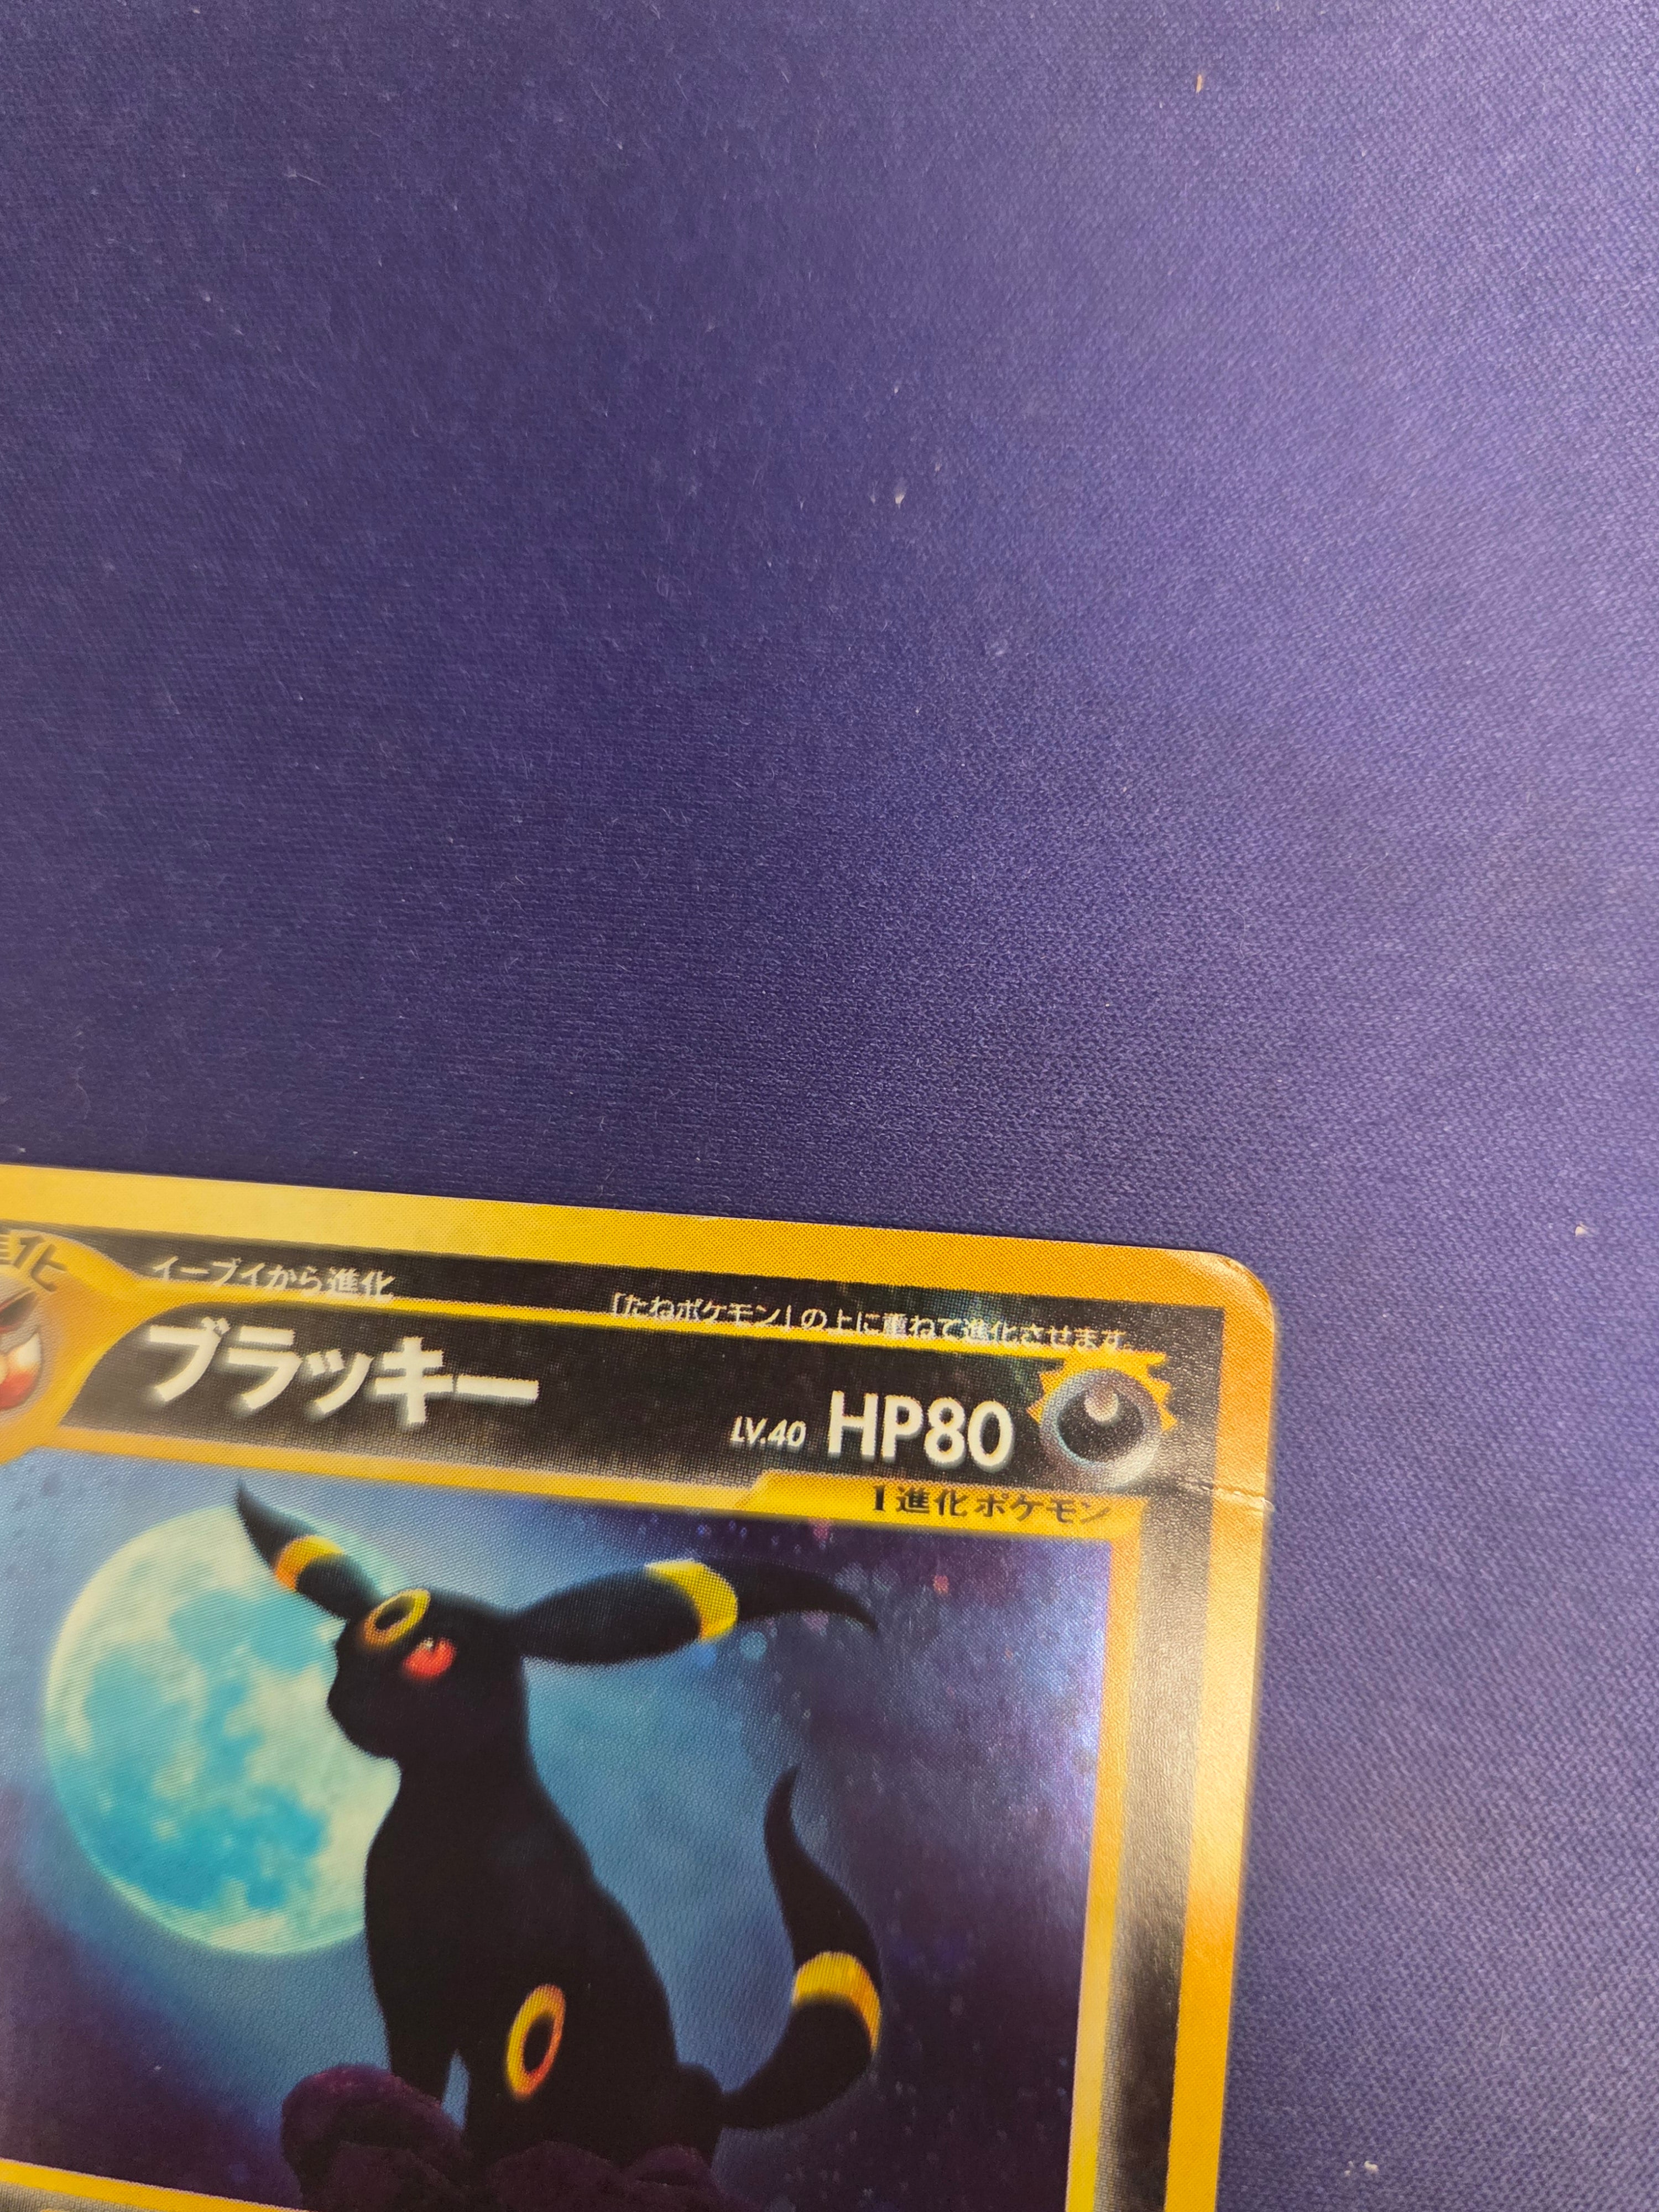 進化
イーブイから進化
「たねポケモン」の上に重ねて進化させます。
ブラッキー
LV.40 HP80
1進化ポケモン